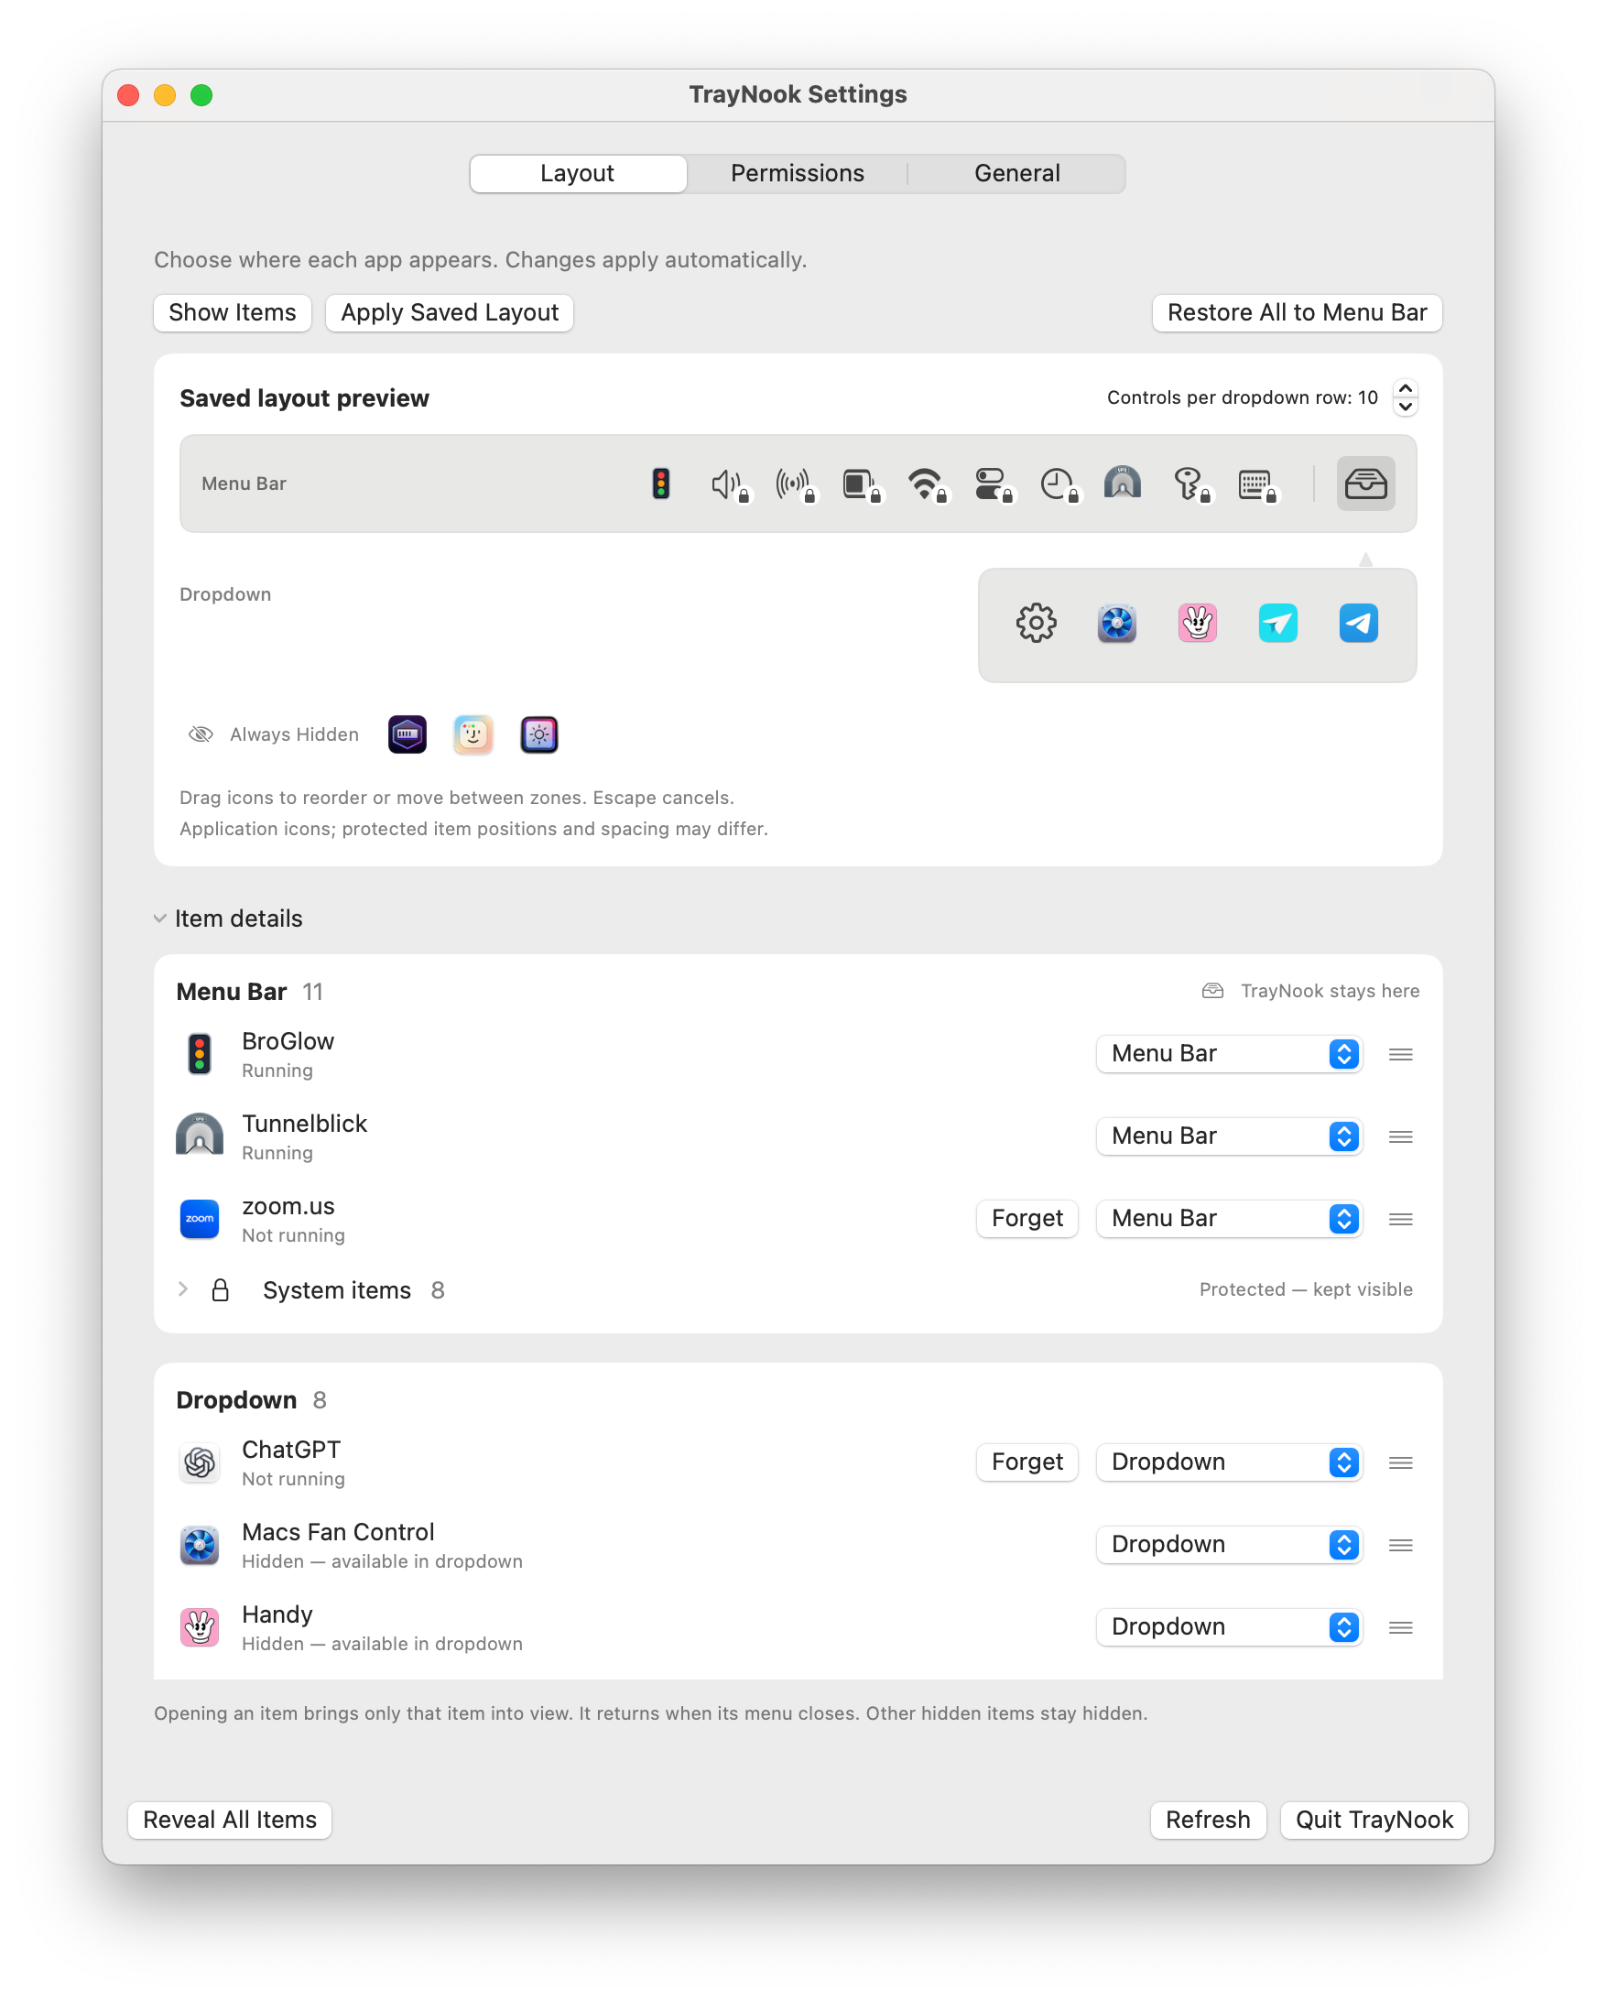 TrayNook Settings
Layout
Permissions
General
Choose where each app appears. Changes apply automatically.
Show Items
Apply Saved Layout
Restore All to Menu Bar
Saved layout preview
Controls per dropdown row: 10
Menu Bar
Dropdown
Always Hidden
Drag icons to reorder or move between zones. Escape cancels.
Application icons; protected item positions and spacing may differ.
Item details
Menu Bar 11
TrayNook stays here
BroGlow
Running
Menu Bar
Tunnelblick
Running
Menu Bar
zoom
zoom.us
Not running
Forget
Menu Bar
System items 8
Protected — kept visible
Dropdown 8
ChatGPT
Not running
Forget
Dropdown
Macs Fan Control
Hidden — available in dropdown
Dropdown
Handy
Hidden — available in dropdown
Dropdown
Opening an item brings only that item into view. It returns when its menu closes. Other hidden items stay hidden.
Reveal All Items
Refresh
Quit TrayNook